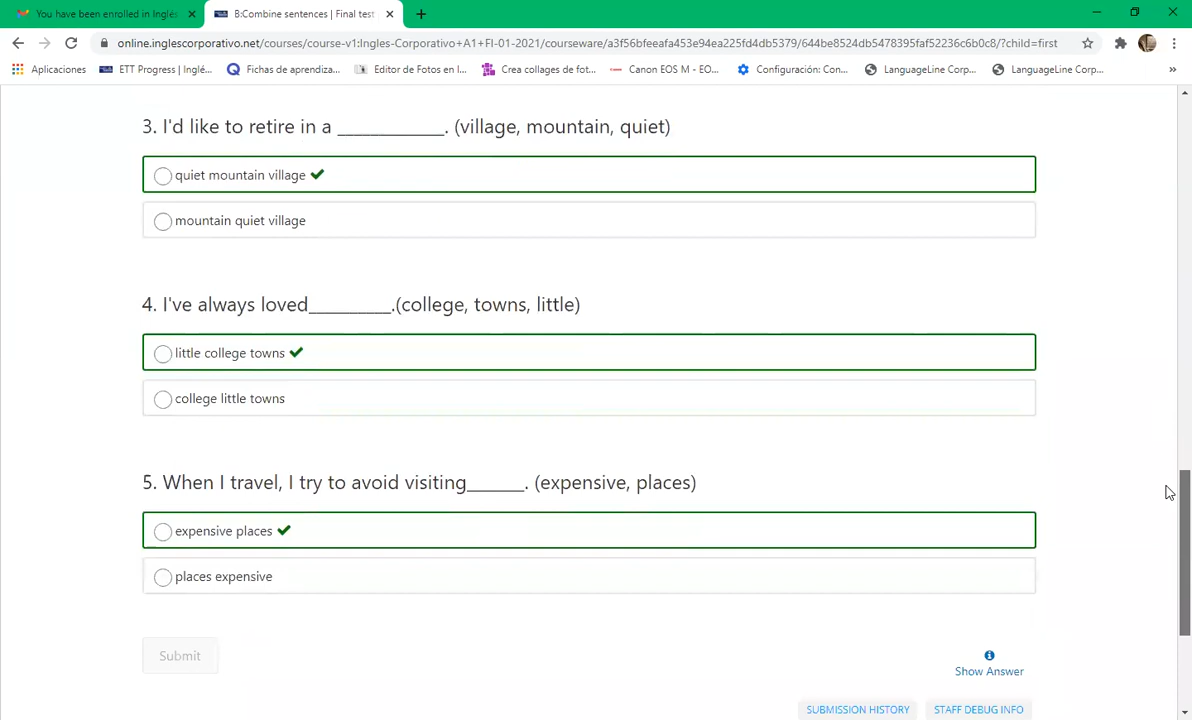 You have been enrolled in Inglés
B:Combine sentences | Final test
online.inglescorporativo.net/courses/course-v1:Ingles-Corporativo+A1+FI-01-2021/courseware/a3f56bfeeafa453e94ea225fd4db5379/644be8524db5478395faf52236c6b0c8/?child=first
Aplicaciones
ETT Progress | Inglé...
Fichas de aprendiza...
Editor de Fotos en l...
Crea collages de fot...
Canon EOS M - EO...
Configuración: Con...
LanguageLine Corp...
LanguageLine Corp...
3. I'd like to retire in a ____________. (village, mountain, quiet)
quiet mountain village
mountain quiet village
4. I've always loved_________.(college, towns, little)
little college towns
college little towns
5. When I travel, I try to avoid visiting______. (expensive, places)
expensive places
places expensive
Submit
Show Answer
SUBMISSION HISTORY
STAFF DEBUG INFO